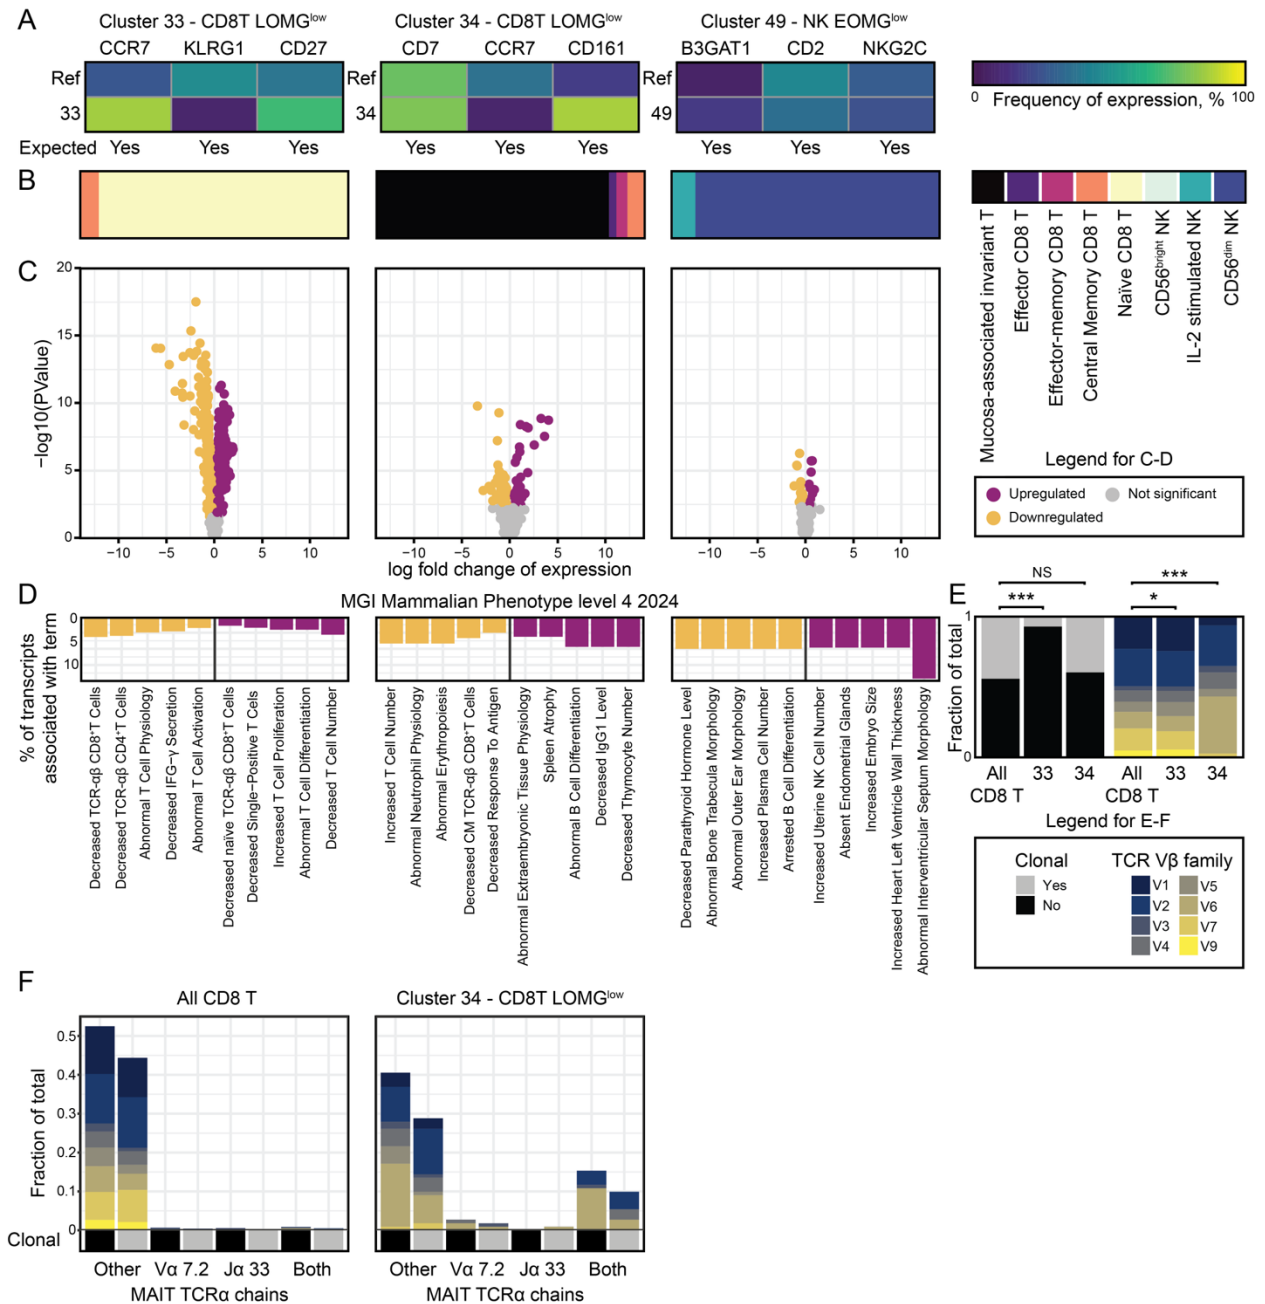 A
Cluster 33 - CD8T LOMGlow
Cluster 34 - CD8T LOMGlow
Cluster 49 - NK EOMGlow
CCR7 KLRG1 CD27
CD7 CCR7 CD161
B3GAT1 CD2 NKG2C
Ref
33
Ref
34
Ref
49
Expected Yes Yes Yes
Yes Yes Yes
Yes Yes Yes
0 Frequency of expression, % 100
B
Mucosa-associated invariant T
Effector CD8 T
Effector-memory CD8 T
Central Memory CD8 T
Naïve CD8 T
CD56bright NK
IL-2 stimulated NK
CD56dim NK
C
−log10(PValue)
20
15
10
5
0
−10 −5 0 5 10
−10 −5 0 5 10
−10 −5 0 5 10
log fold change of expression
Legend for C-D
Upregulated
Not significant
Downregulated
D
MGI Mammalian Phenotype level 4 2024
% of transcripts
associated with term
0
5
10
Decreased TCR-αβ CD8+T Cells
Decreased TCR-αβ CD4+T Cells
Abnormal T Cell Physiology
Decreased IFG−γ Secretion
Abnormal T Cell Activation
Decreased naïve TCR-αβ CD8+T Cells
Decreased Single−Positive T Cells
Increased T Cell Proliferation
Abnormal T Cell Differentiation
Decreased T Cell Number
Increased T Cell Number
Abnormal Neutrophil Physiology
Abnormal Erythropoiesis
Decreased CM TCR-αβ CD8+T Cells
Decreased Response To Antigen
Abnormal Extraembryonic Tissue Physiology
Spleen Atrophy
Abnormal B Cell Differentiation
Decreased IgG1 Level
Decreased Thymocyte Number
Decreased Parathyroid Hormone Level
Abnormal Bone Trabecula Morphology
Abnormal Outer Ear Morphology
Increased Plasma Cell Number
Arrested B Cell Differentiation
Increased Uterine NK Cell Number
Absent Endometrial Glands
Increased Embryo Size
Increased Heart Left Ventricle Wall Thickness
Abnormal Interventricular Septum Morphology
E
NS
***
***
*
Fraction of total
1
0
All 33 34
CD8 T
All 33 34
CD8 T
Legend for E-F
Clonal
Yes
No
TCR Vβ family
V1 V5
V2 V6
V3 V7
V4 V9
F
All CD8 T
Cluster 34 - CD8T LOMGlow
Fraction of total
0.5
0.4
0.3
0.2
0.1
0
Clonal
Other Vα 7.2 Jα 33 Both
MAIT TCRα chains
Other Vα 7.2 Jα 33 Both
MAIT TCRα chains